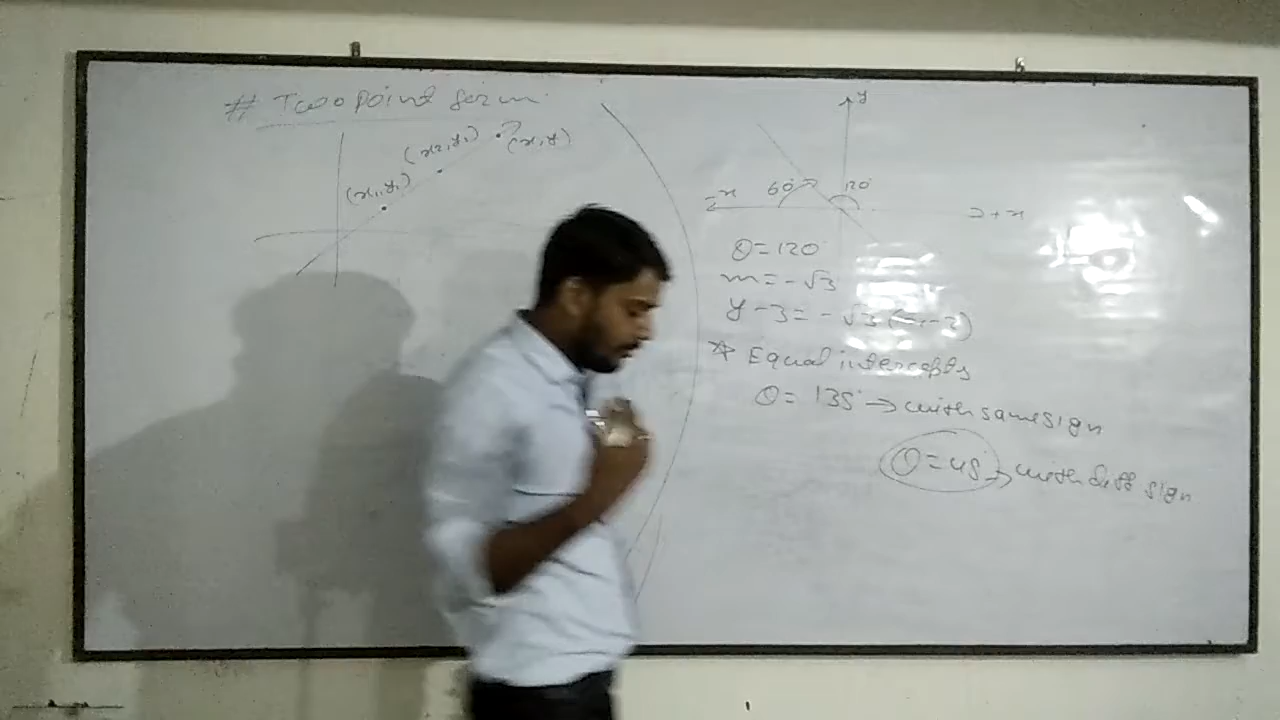 # Two point form
(x1,y1)
(x2,y2)
(x,y)
y
-x
60°
120°
+x
θ=120°
m=-√3
y-3=-√3(
* Equal intercepts
θ= 135° → with same sign
θ=45 → with diff sign